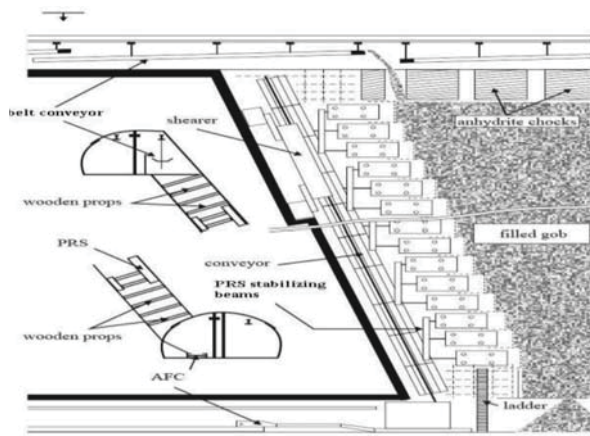 belt conveyor
shearer
anhydrite chocks
wooden props
filled gob
PRS
conveyor
PRS stabilizing
beams
wooden props
AFC
ladder